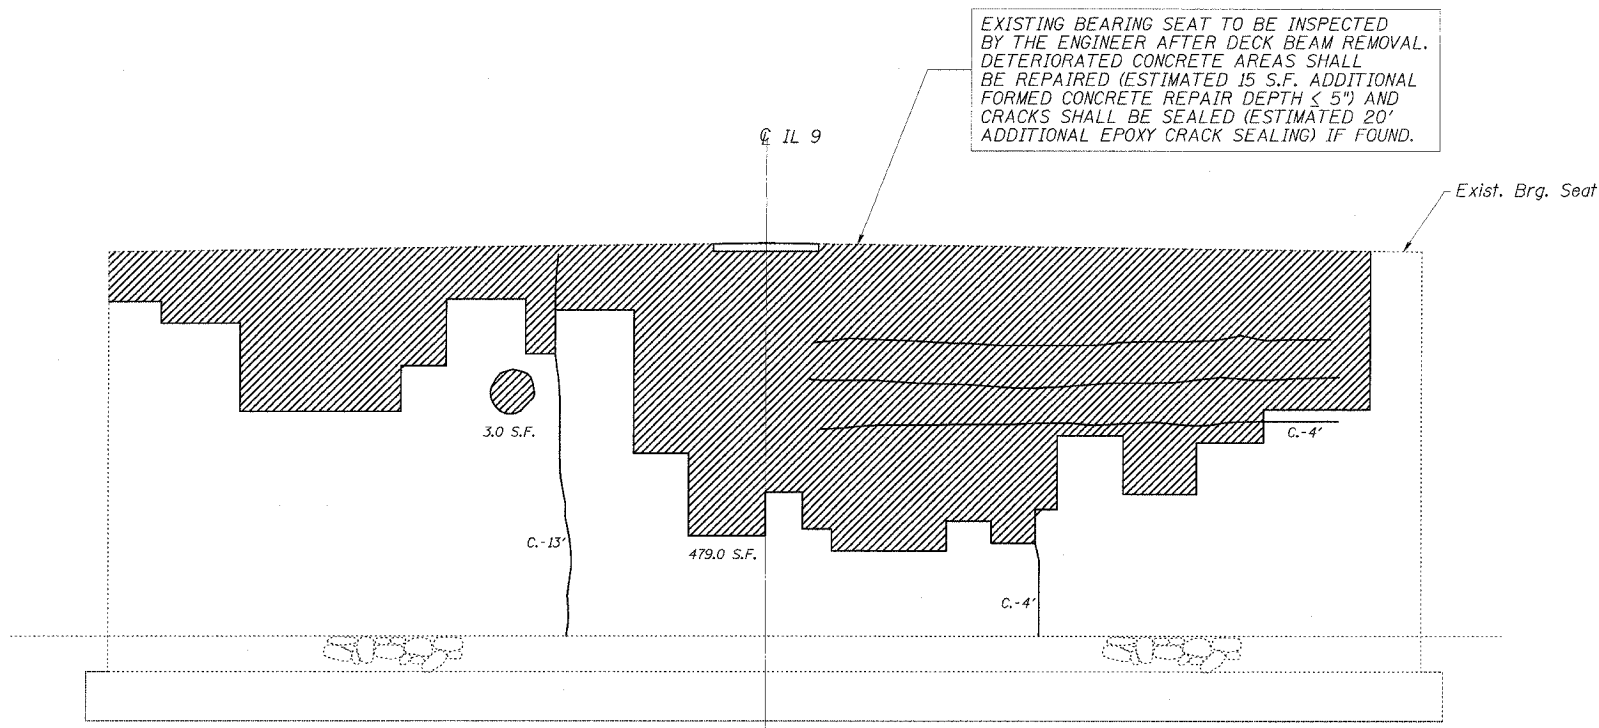 EXISTING BEARING SEAT TO BE INSPECTED
BY THE ENGINEER AFTER DECK BEAM REMOVAL.
DETERIORATED CONCRETE AREAS SHALL
BE REPAIRED (ESTIMATED 15 S.F. ADDITIONAL
FORMED CONCRETE REPAIR DEPTH ≤ 5") AND
CRACKS SHALL BE SEALED (ESTIMATED 20'
ADDITIONAL EPOXY CRACK SEALING) IF FOUND.
℄ IL 9
Exist. Brg. Seat
3.0 S.F.
C.-4'
C.-13'
479.0 S.F.
C.-4'